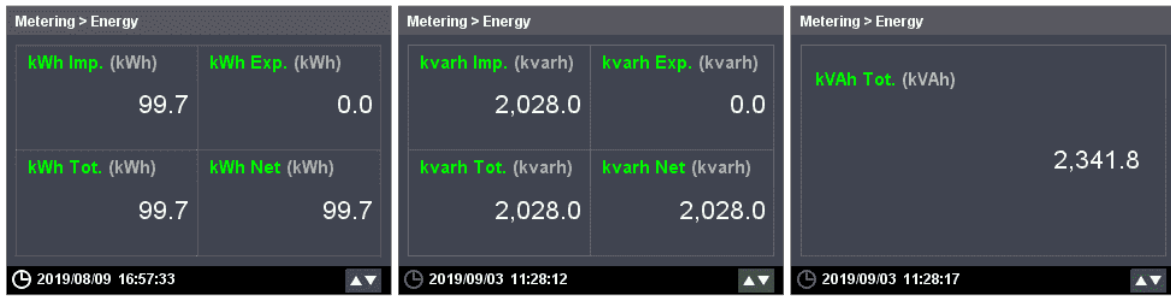 Metering > Energy
kWh Imp. (kWh)
99.7
kWh Exp. (kWh)
0.0
kWh Tot. (kWh)
99.7
kWh Net (kWh)
99.7
2019/08/09 16:57:33
Metering > Energy
kvarh Imp. (kvarh)
2,028.0
kvarh Exp. (kvarh)
0.0
kvarh Tot. (kvarh)
2,028.0
kvarh Net (kvarh)
2,028.0
2019/09/03 11:28:12
Metering > Energy
kVAh Tot. (kVAh)
2,341.8
2019/09/03 11:28:17